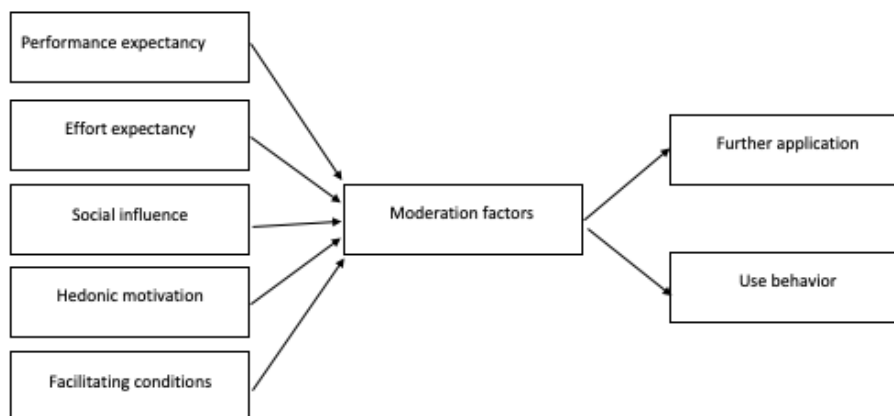 Performance expectancy
Effort expectancy
Social influence
Hedonic motivation
Facilitating conditions
Moderation factors
Further application
Use behavior